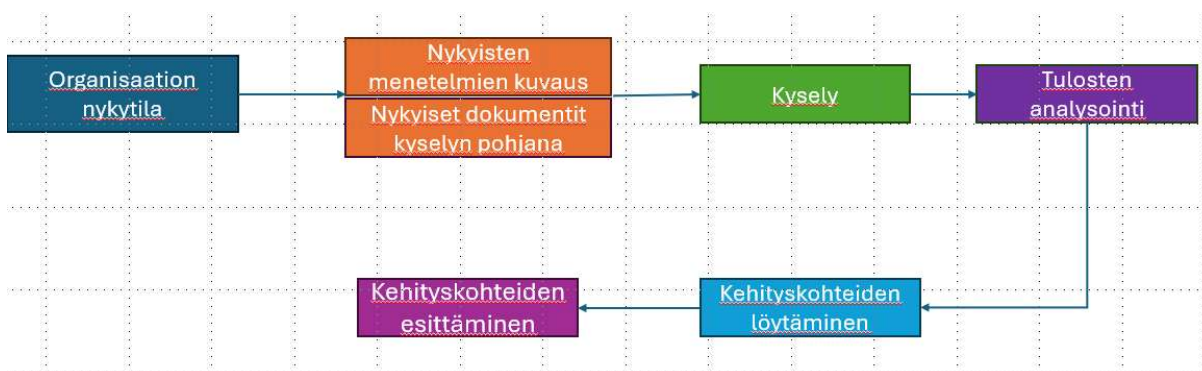 Organisaation
nykytila
Nykyisten
menetelmien kuvaus
Nykyiset dokumentit
kyselyn pohjana
Kysely
Tulosten
analysointi
Kehityskohteiden
esittäminen
Kehityskohteiden
löytäminen